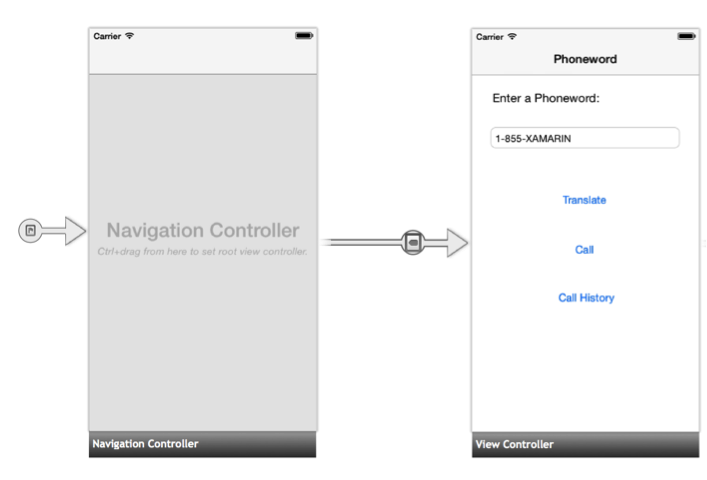 Carrier
Navigation Controller
Ctrl+drag from here to set root view controller.
Navigation Controller
Carrier
Phoneword
Enter a Phoneword:
1-855-XAMARIN
Translate
Call
Call History
View Controller